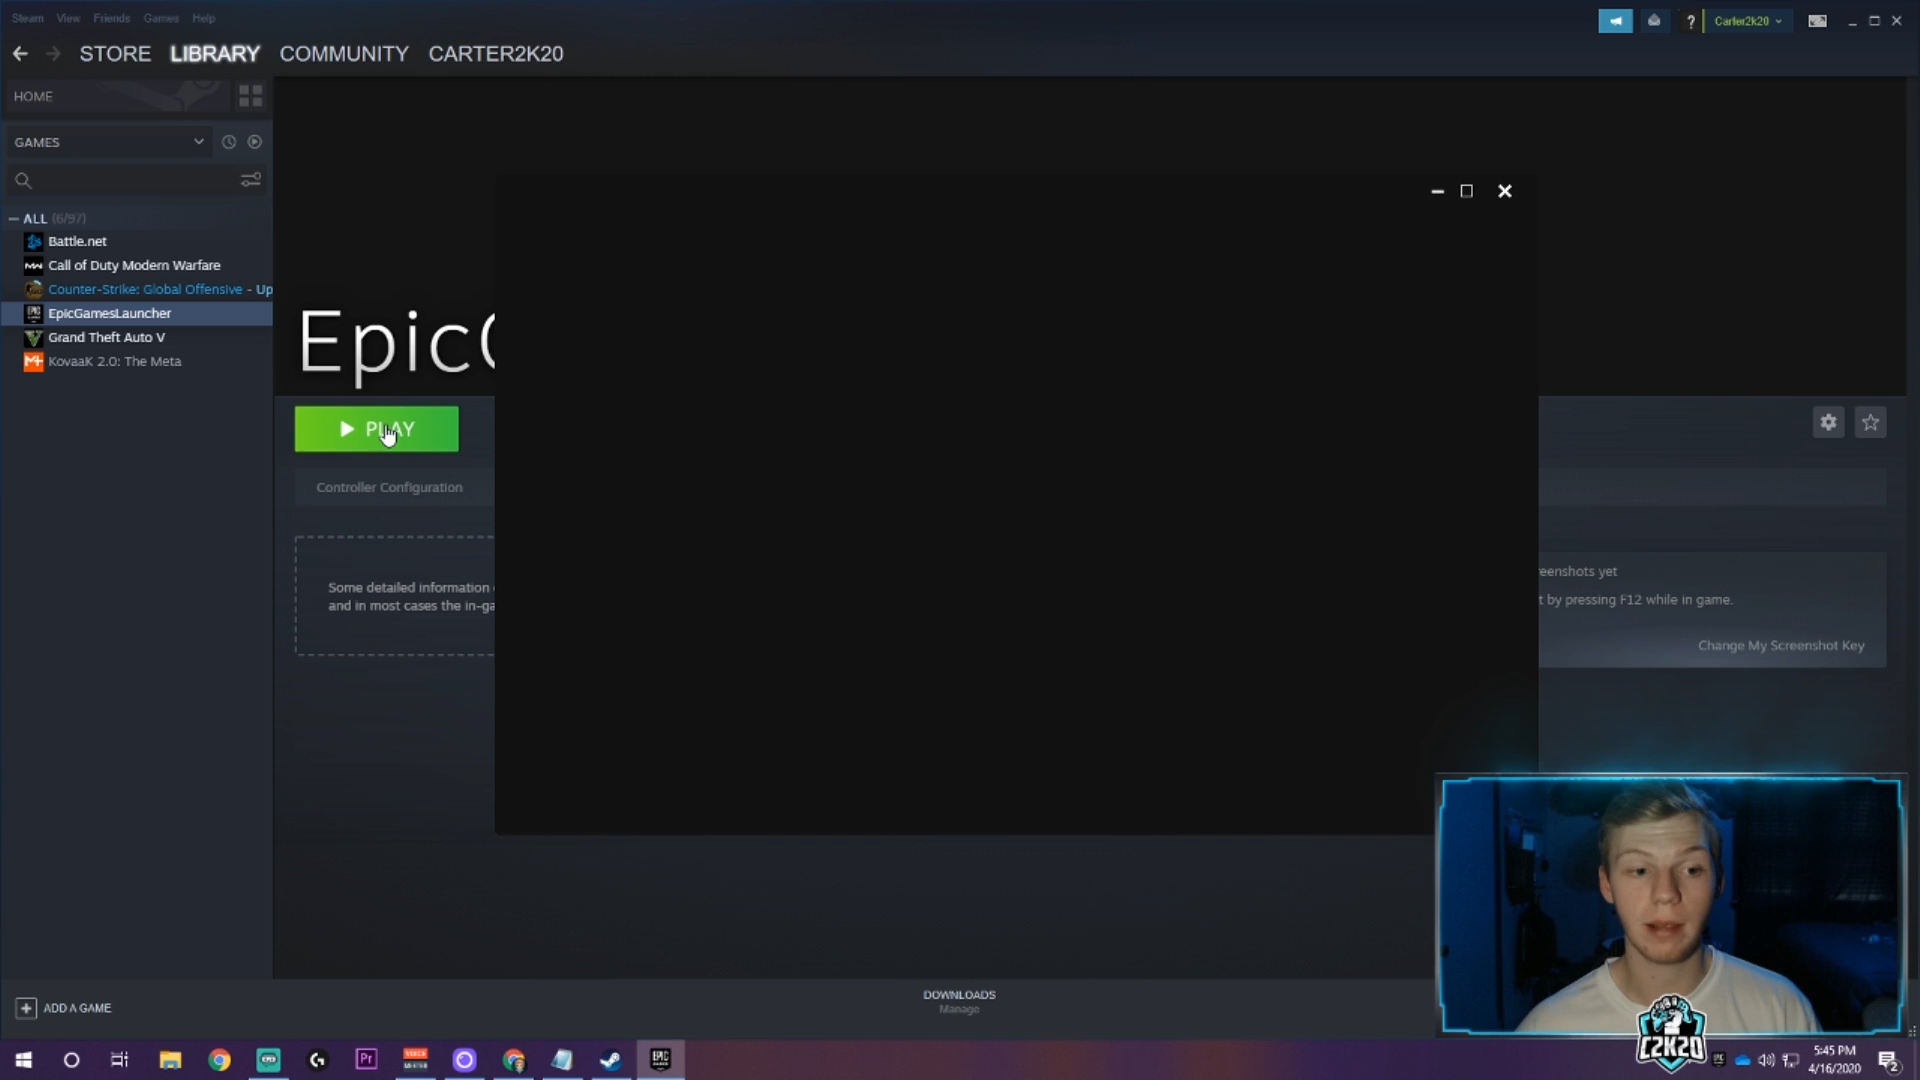 Steam View Friends Games Help
Carter2k20
STORE LIBRARY COMMUNITY CARTER2K20
HOME
GAMES
ALL (6/97)
Battle.net
Call of Duty Modern Warfare
Counter-Strike: Global Offensive - Up
EpicGamesLauncher
Grand Theft Auto V
KovaaK 2.0: The Meta
Epic
PLAY
Controller Configuration
Some detailed information
and in most cases the in-ga
eenshots yet
t by pressing F12 while in game.
Change My Screenshot Key
ADD A GAME
DOWNLOADS
Manage
C2K20
Pr
EPIC
5:45 PM
4/16/2020
2